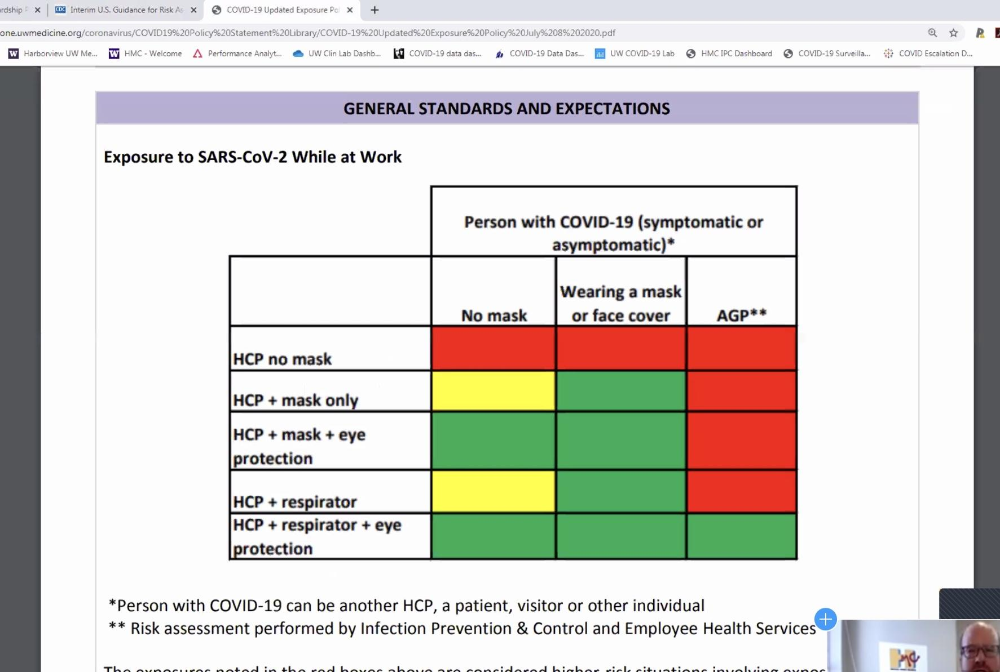 rdship P
CDC Interim U.S. Guidance for Risk As
COVID-19 Updated Exposure Pol
one.uwmedicine.org/coronavirus/COVID19%20Policy%20Statement%20Library/COVID-19%20Updated%20Exposure%20Policy%20July%208%202020.pdf
W Harborview UW Me...
W HMC - Welcome
Performance Analyt...
UW Clin Lab Dashb...
COVID-19 data das...
COVID-19 Data Das...
UW COVID-19 Lab
HMC IPC Dashboard
COVID-19 Surveilla...
COVID Escalation D...
GENERAL STANDARDS AND EXPECTATIONS
Exposure to SARS-CoV-2 While at Work
Person with COVID-19 (symptomatic or
asymptomatic)*
No mask
Wearing a mask
or face cover
AGP**
HCP no mask
HCP + mask only
HCP + mask + eye
protection
HCP + respirator
HCP + respirator + eye
protection
*Person with COVID-19 can be another HCP, a patient, visitor or other individual
** Risk assessment performed by Infection Prevention & Control and Employee Health Services
The exposures noted in the red boxes above are considered higher-risk situations involving expos